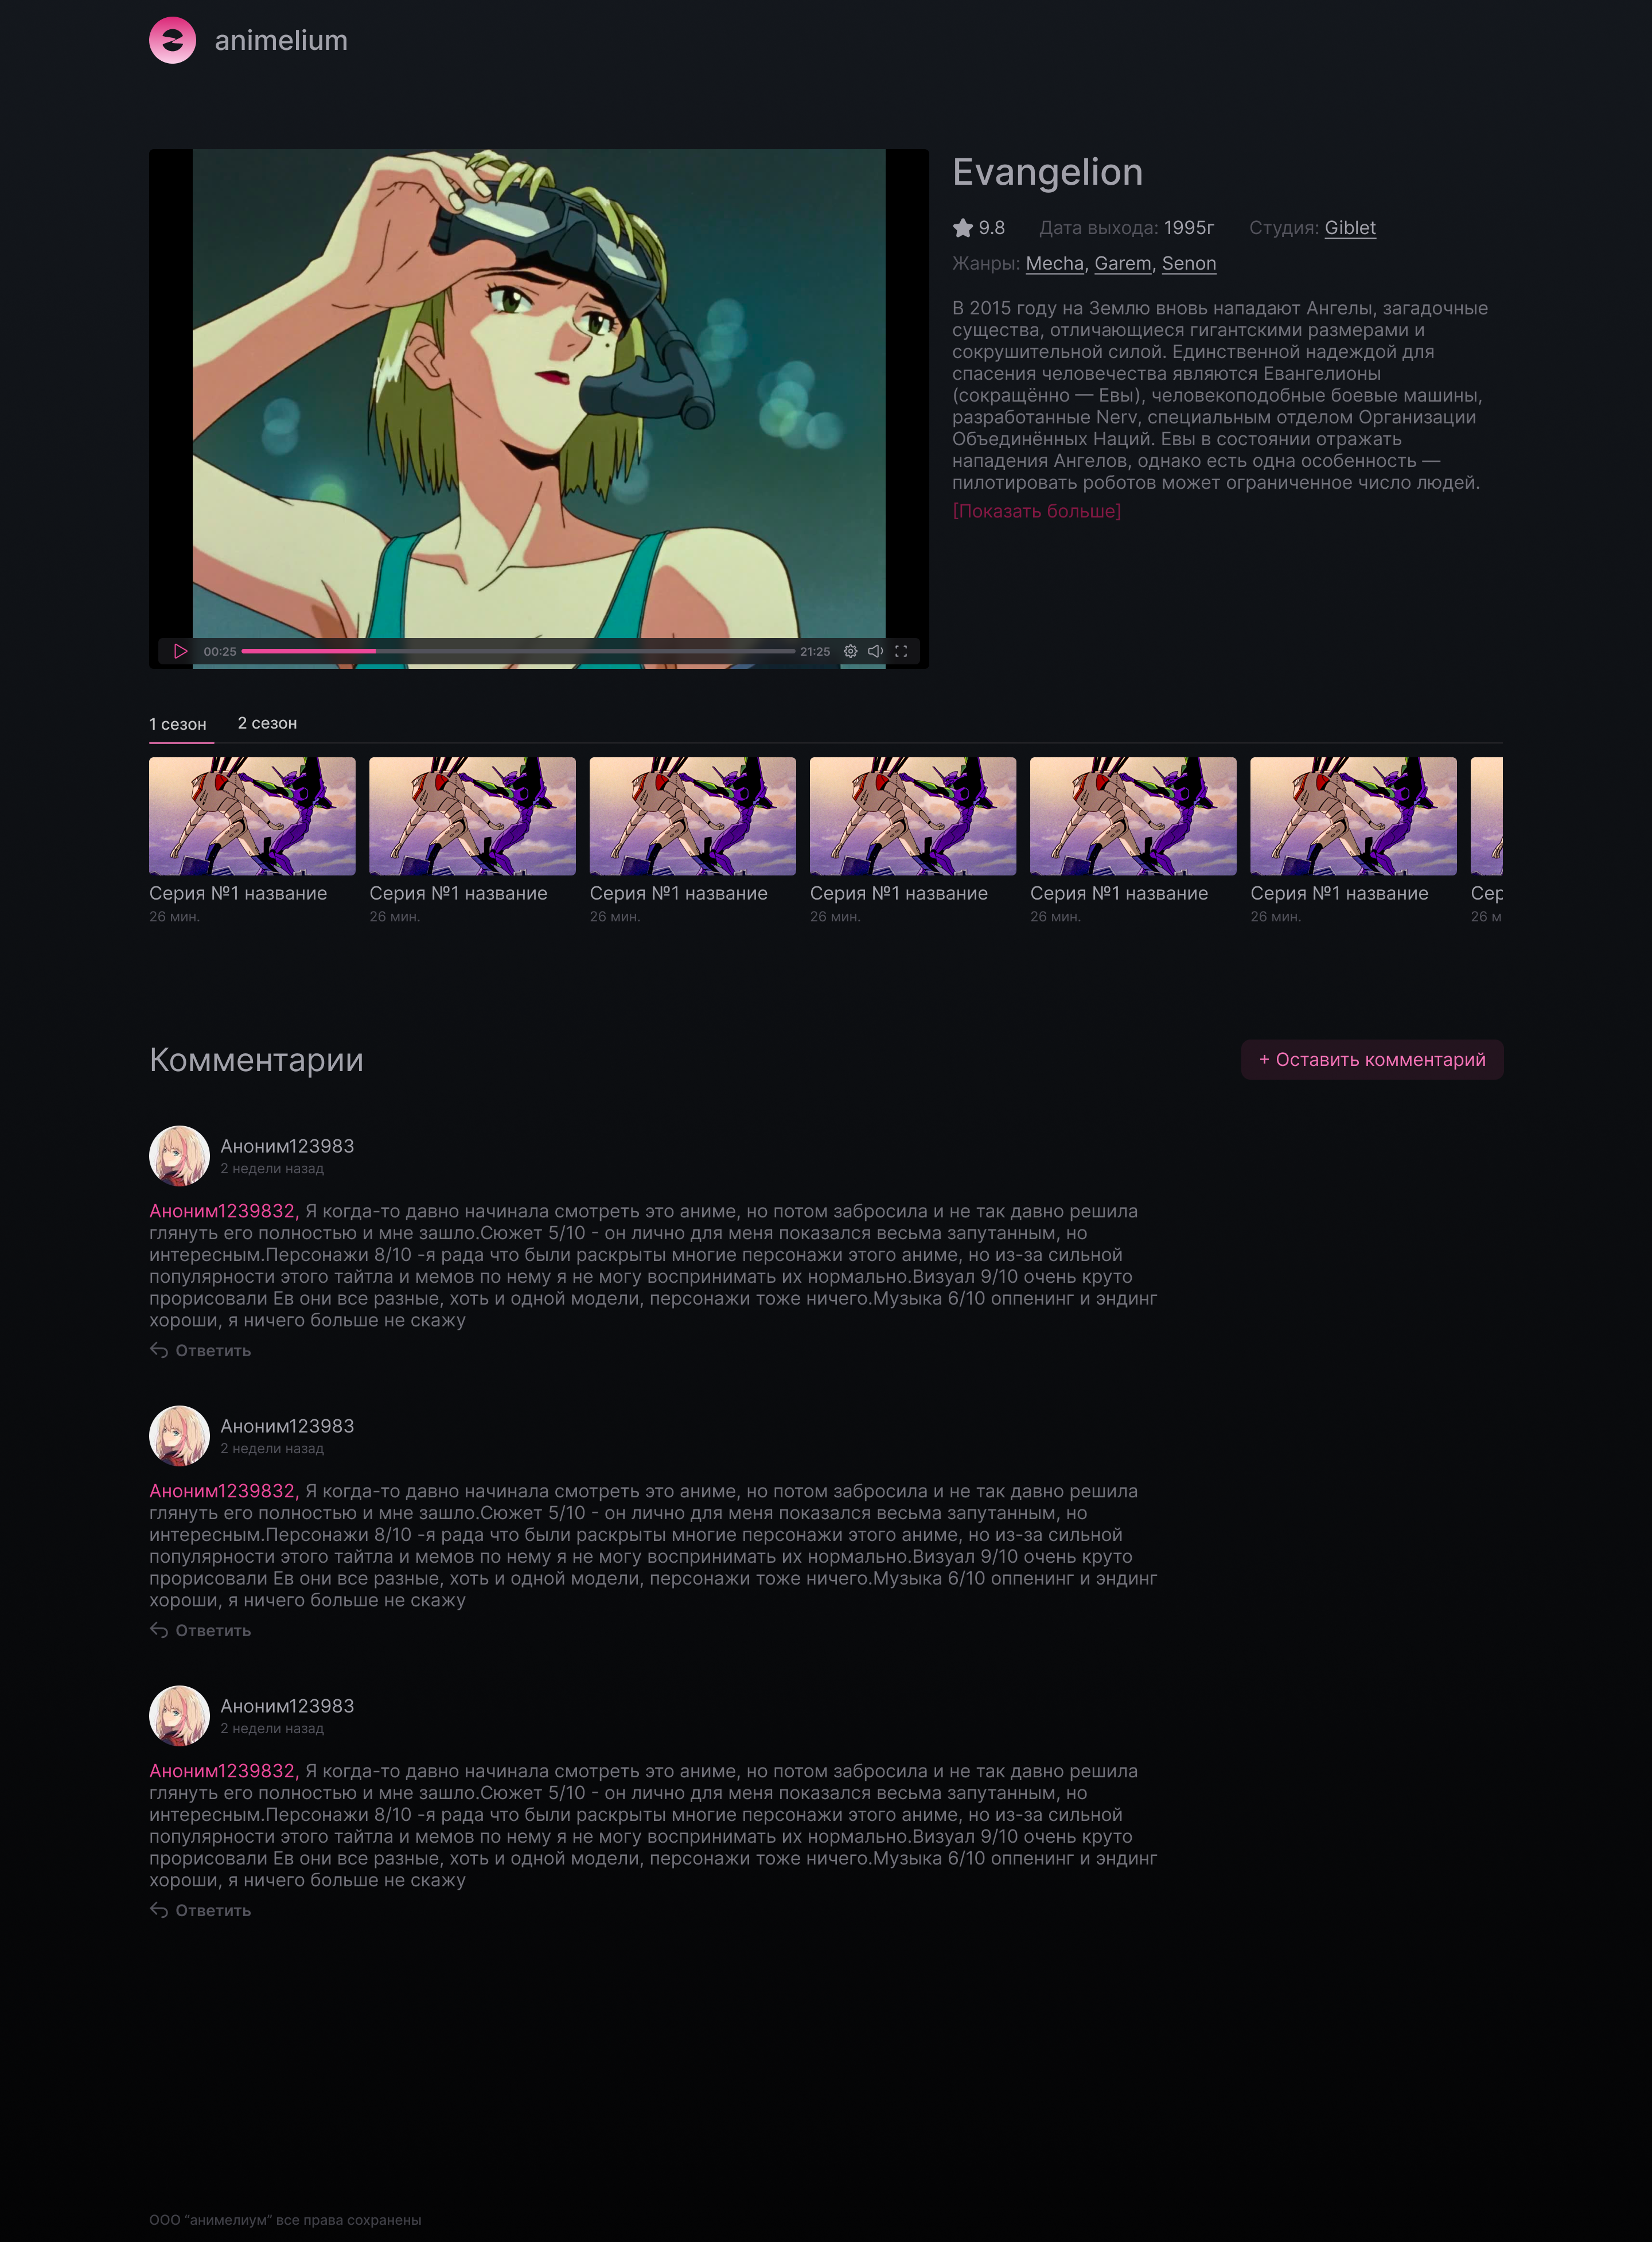 animelium
Evangelion
9.8 Дата выхода: 1995г Студия: Giblet
Жанры: Mecha, Garem, Senon
В 2015 году на Землю вновь нападают Ангелы, загадочные
существа, отличающиеся гигантскими размерами и
сокрушительной силой. Единственной надеждой для
спасения человечества являются Евангелионы
(сокращённо — Евы), человекоподобные боевые машины,
разработанные Nerv, специальным отделом Организации
Объединённых Наций. Евы в состоянии отражать
нападения Ангелов, однако есть одна особенность —
пилотировать роботов может ограниченное число людей.
[Показать больше]
00:25 21:25
1 сезон 2 сезон
Серия №1 название Серия №1 название Серия №1 название Серия №1 название Серия №1 название Серия №1 название Сер
26 мин. 26 мин. 26 мин. 26 мин. 26 мин. 26 мин. 26 м
Комментарии + Оставить комментарий
Аноним123983
2 недели назад
Аноним1239832, Я когда-то давно начинала смотреть это аниме, но потом забросила и не так давно решила
глянуть его полностью и мне зашло.Сюжет 5/10 - он лично для меня показался весьма запутанным, но
интересным.Персонажи 8/10 -я рада что были раскрыты многие персонажи этого аниме, но из-за сильной
популярности этого тайтла и мемов по нему я не могу воспринимать их нормально.Визуал 9/10 очень круто
прорисовали Ев они все разные, хоть и одной модели, персонажи тоже ничего.Музыка 6/10 оппенинг и эндинг
хороши, я ничего больше не скажу
Ответить
Аноним123983
2 недели назад
Аноним1239832, Я когда-то давно начинала смотреть это аниме, но потом забросила и не так давно решила
глянуть его полностью и мне зашло.Сюжет 5/10 - он лично для меня показался весьма запутанным, но
интересным.Персонажи 8/10 -я рада что были раскрыты многие персонажи этого аниме, но из-за сильной
популярности этого тайтла и мемов по нему я не могу воспринимать их нормально.Визуал 9/10 очень круто
прорисовали Ев они все разные, хоть и одной модели, персонажи тоже ничего.Музыка 6/10 оппенинг и эндинг
хороши, я ничего больше не скажу
Ответить
Аноним123983
2 недели назад
Аноним1239832, Я когда-то давно начинала смотреть это аниме, но потом забросила и не так давно решила
глянуть его полностью и мне зашло.Сюжет 5/10 - он лично для меня показался весьма запутанным, но
интересным.Персонажи 8/10 -я рада что были раскрыты многие персонажи этого аниме, но из-за сильной
популярности этого тайтла и мемов по нему я не могу воспринимать их нормально.Визуал 9/10 очень круто
прорисовали Ев они все разные, хоть и одной модели, персонажи тоже ничего.Музыка 6/10 оппенинг и эндинг
хороши, я ничего больше не скажу
Ответить
ООО “анимелиум” все права сохранены